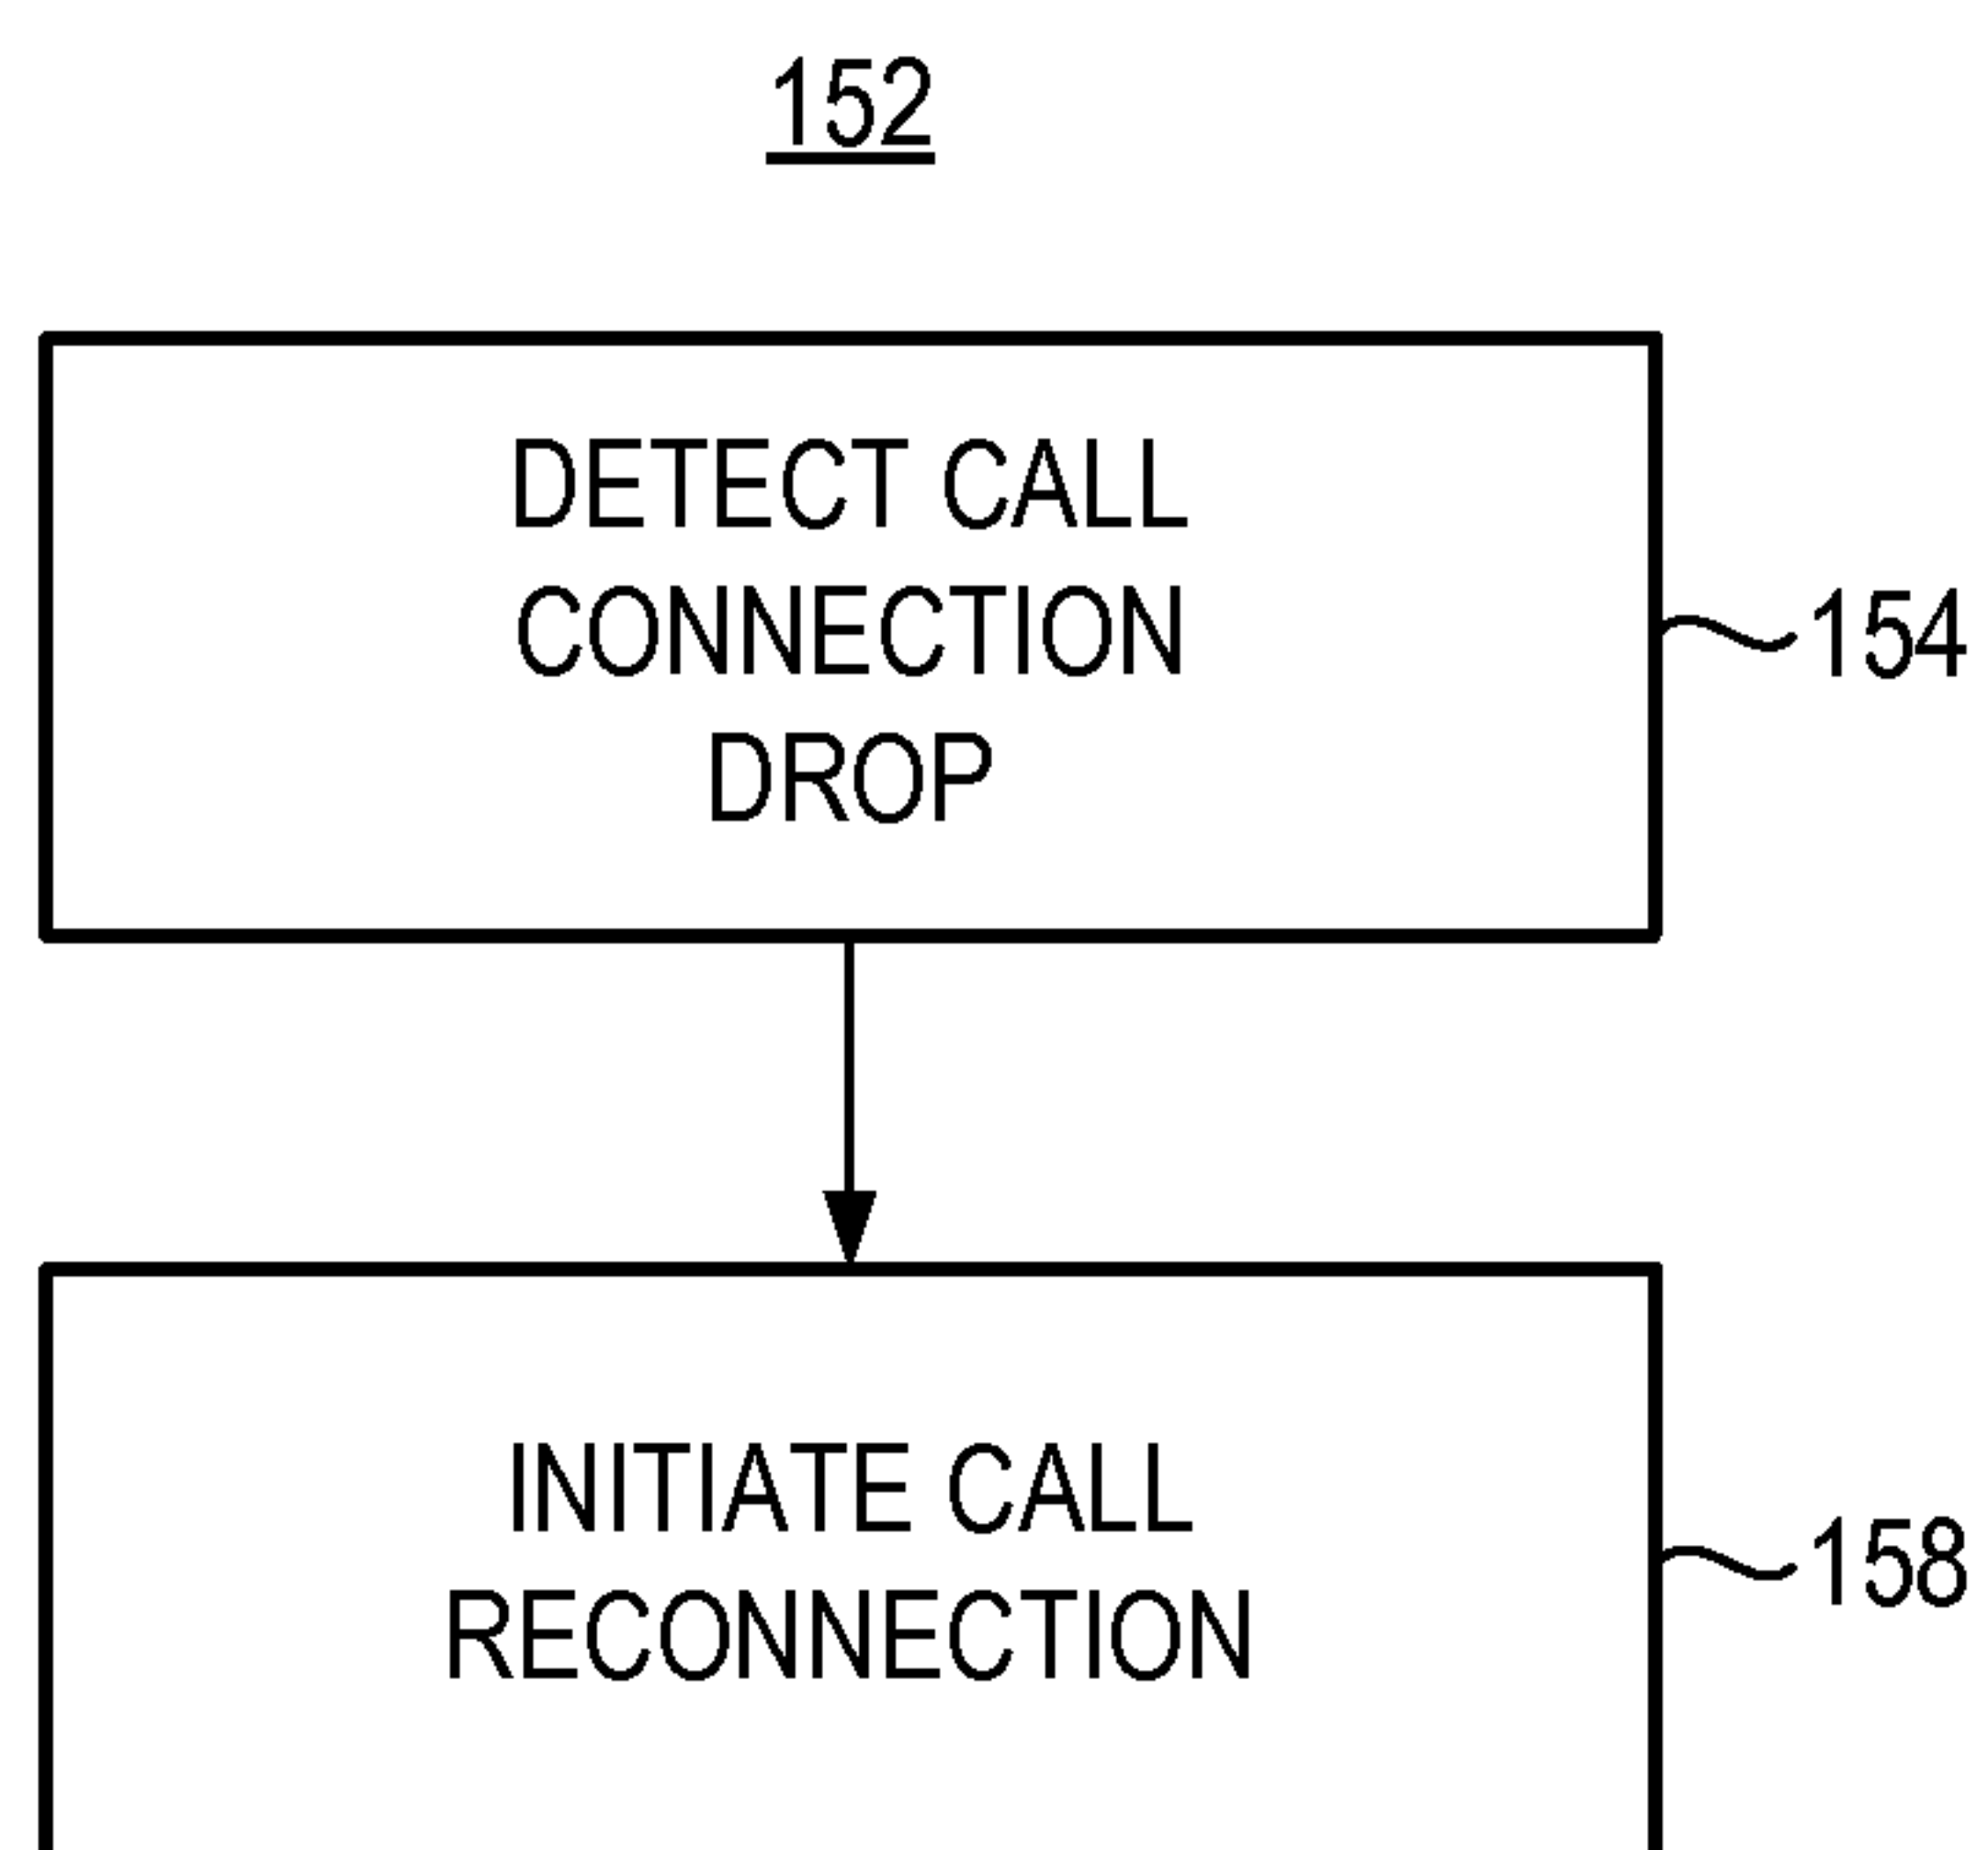 152
DETECT CALL
CONNECTION
DROP
154
INITIATE CALL
RECONNECTION
158